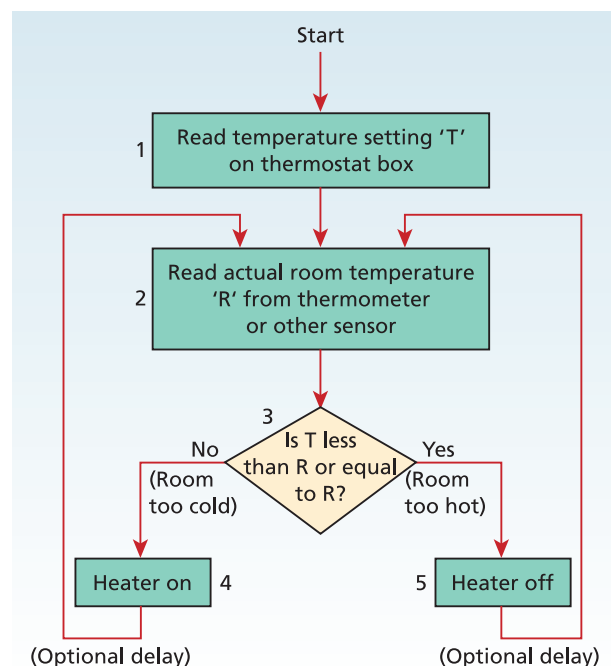 Start
1
Read temperature setting 'T'
on thermostat box
2
Read actual room temperature
'R' from thermometer
or other sensor
3
Is T less
than R or equal
to R?
No
(Room
too cold)
Yes
(Room
too hot)
Heater on
4
5
Heater off
(Optional delay)
(Optional delay)